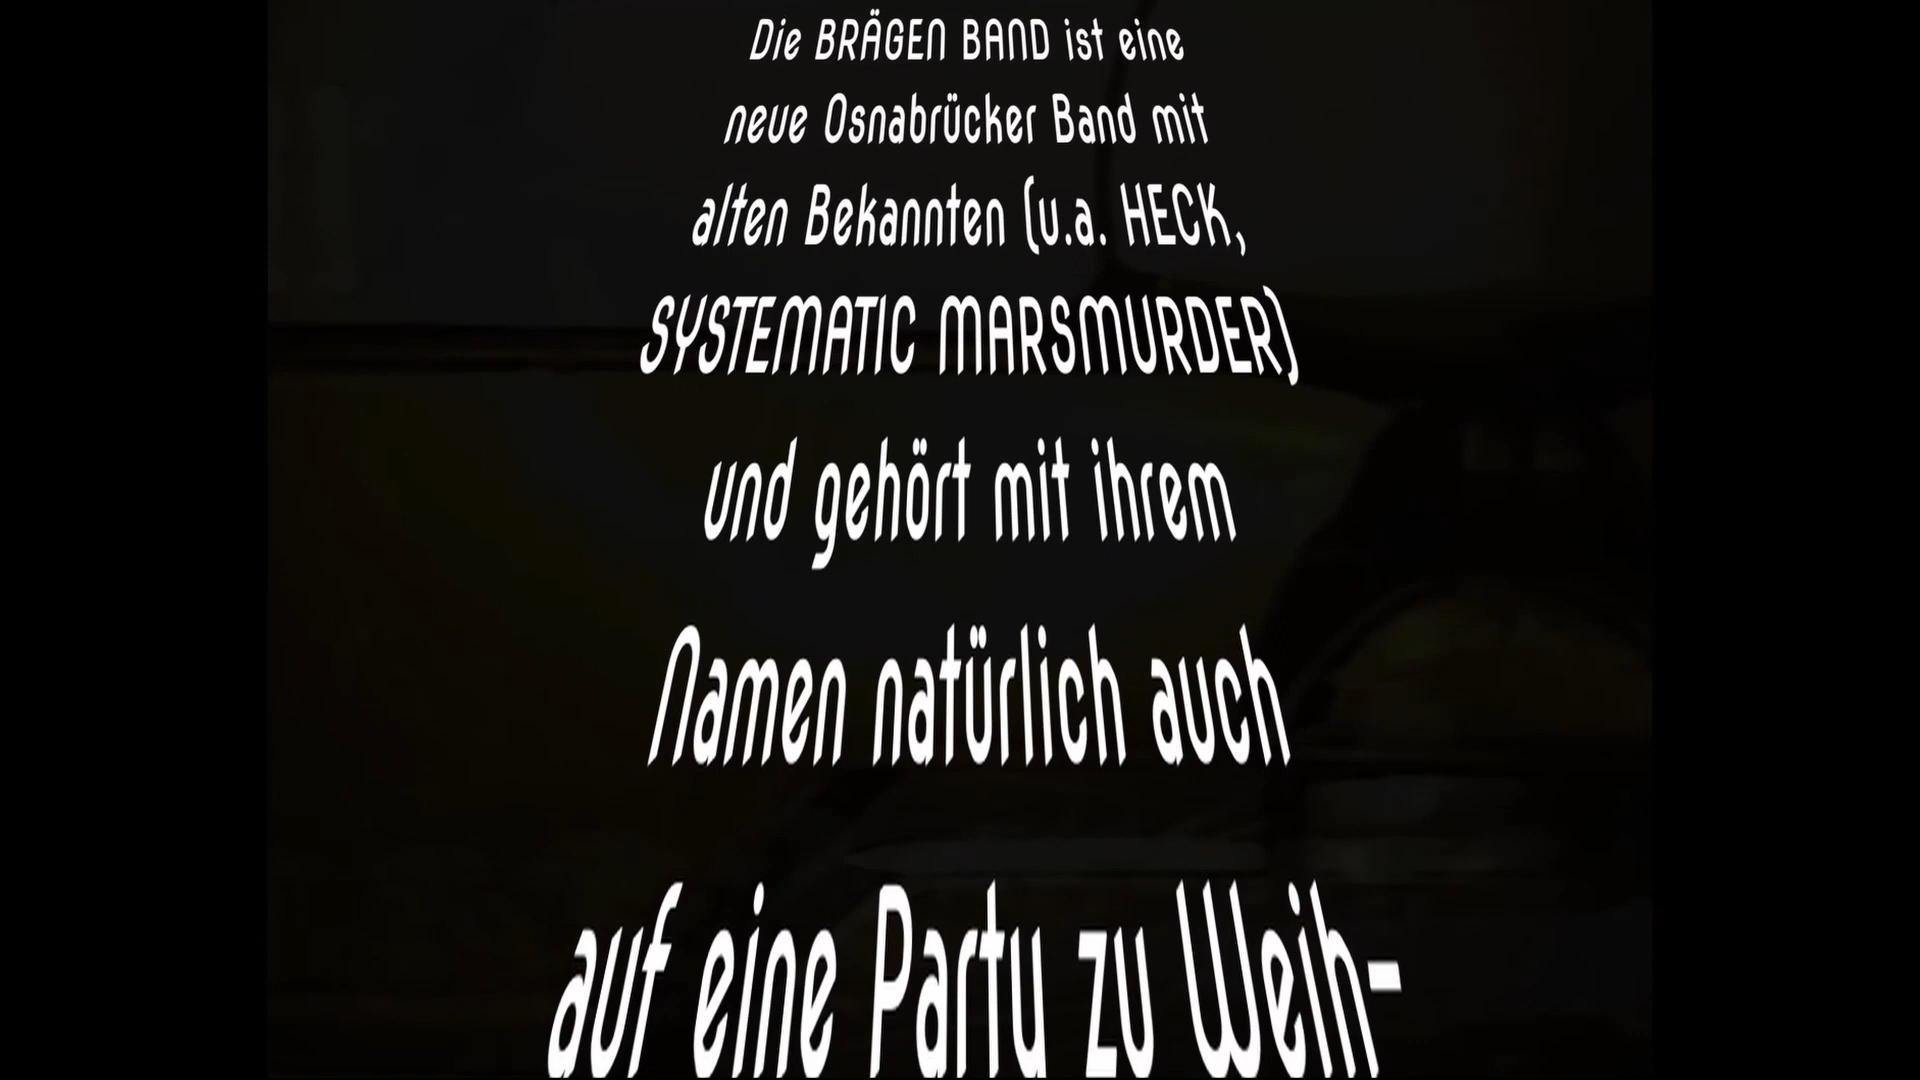 Die BRÄGEN BAND ist eine
neue Osnabrücker Band mit
alten Bekannten (u.a. HECK,
SYSTEMATIC MARSMURDER)
und gehört mit ihrem
Namen natürlich auch
auf eine Party zu Weih-